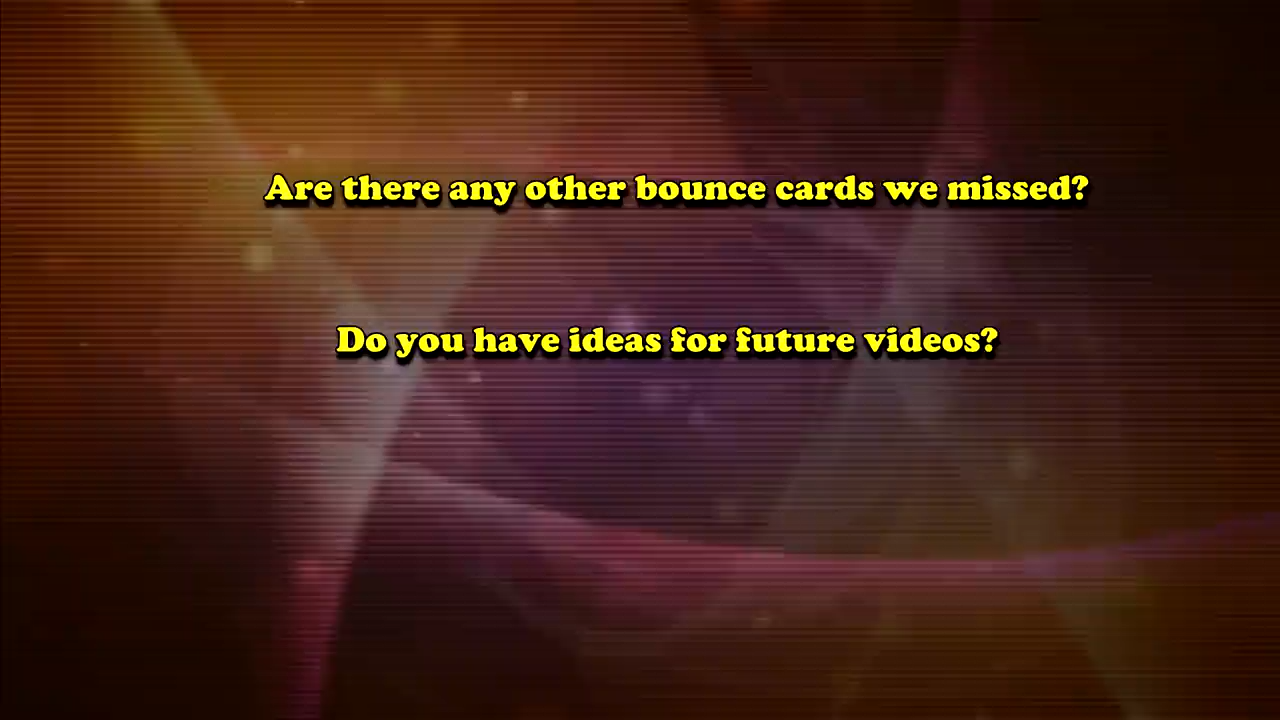 Are there any other bounce cards we missed?
Do you have ideas for future videos?